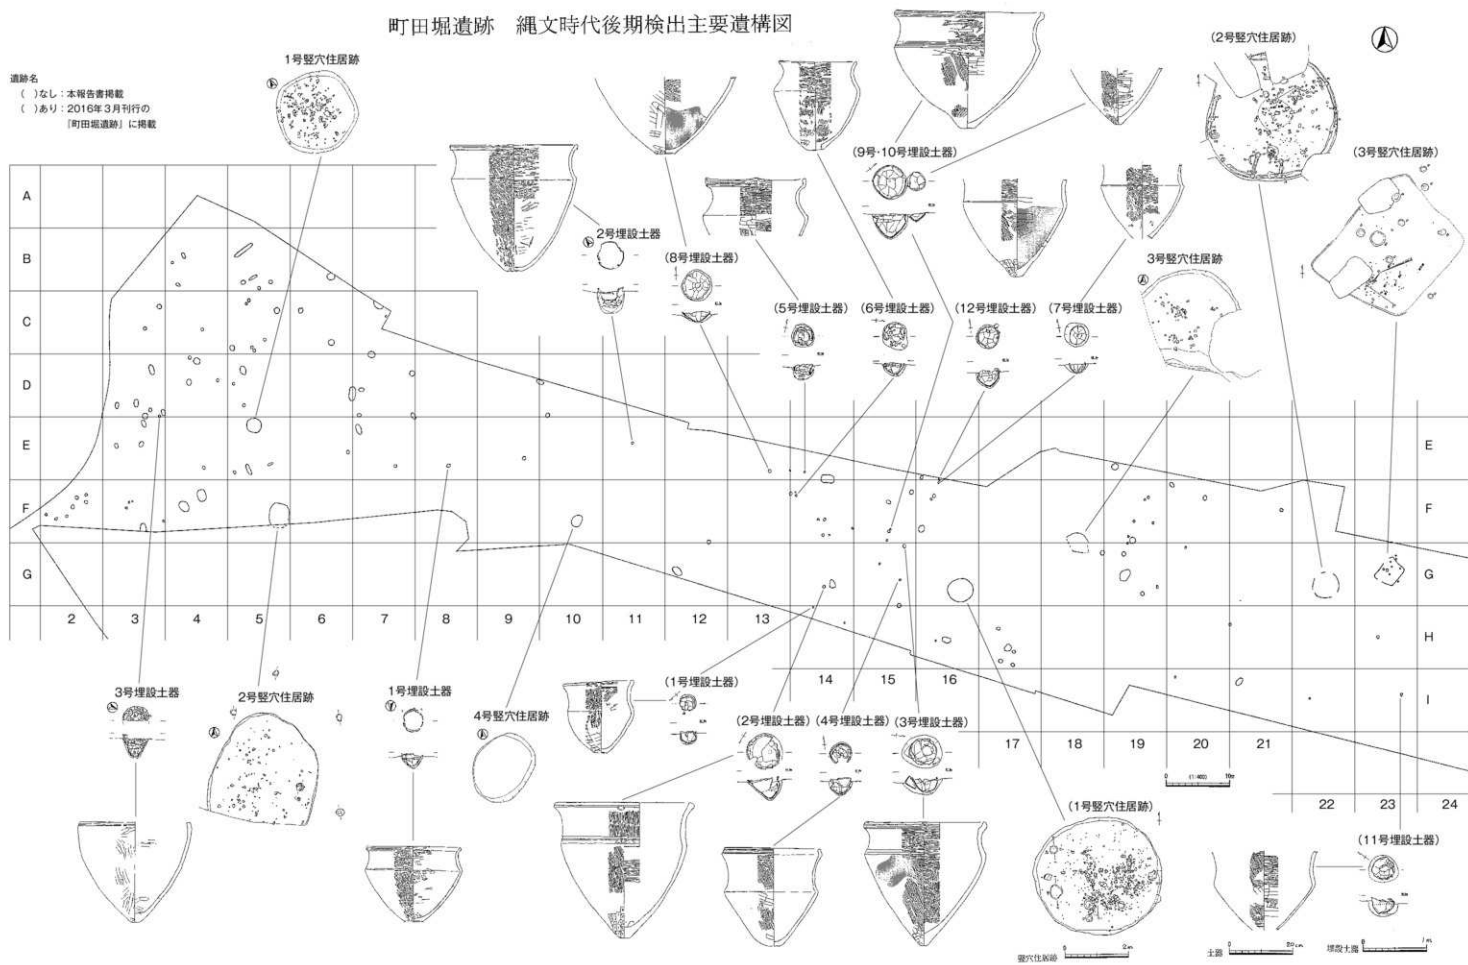 町田堀遺跡　縄文時代後期検出主要遺構図
遺跡名
(　)なし：本報告書掲載
(　)あり：2016年3月刊行の
『町田堀遺跡』に掲載
1号竪穴住居跡
(2号竪穴住居跡)
(9号・10号埋設土器)
(3号竪穴住居跡)
2号埋設土器
(8号埋設土器)
3号竪穴住居跡
(5号埋設土器)
(6号埋設土器)
(12号埋設土器)
(7号埋設土器)
A
B
C
D
E
F
G
E
F
G
H
I
2
3
4
5
6
7
8
9
10
11
12
13
14
15
16
17
18
19
20
21
22
23
24
3号埋設土器
2号竪穴住居跡
1号埋設土器
4号竪穴住居跡
(1号埋設土器)
(2号埋設土器)
(4号埋設土器)
(3号埋設土器)
0 (1:400) 10m
(1号竪穴住居跡)
(11号埋設土器)
竪穴住居跡 0 2m
土器 0 20cm
埋設土器 0 1m